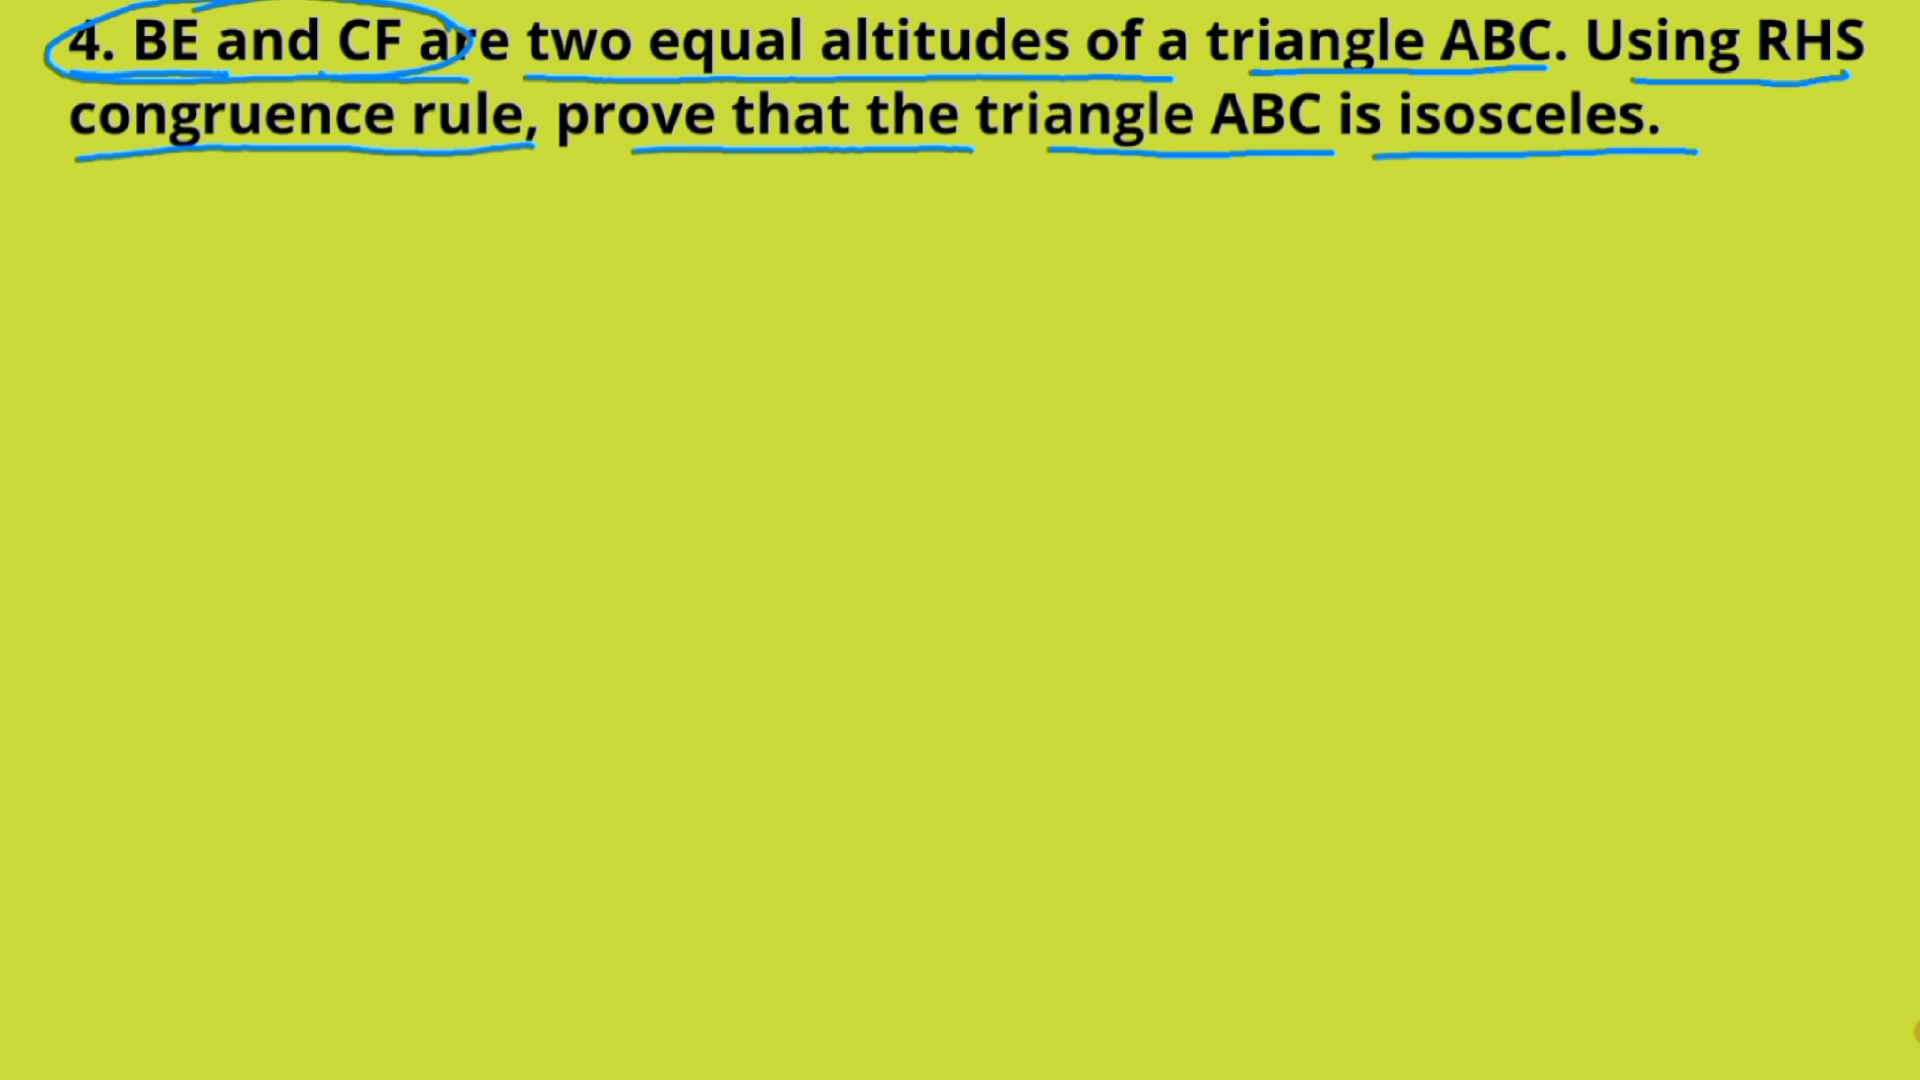 4. BE and CF are two equal altitudes of a triangle ABC. Using RHS
congruence rule, prove that the triangle ABC is isosceles.